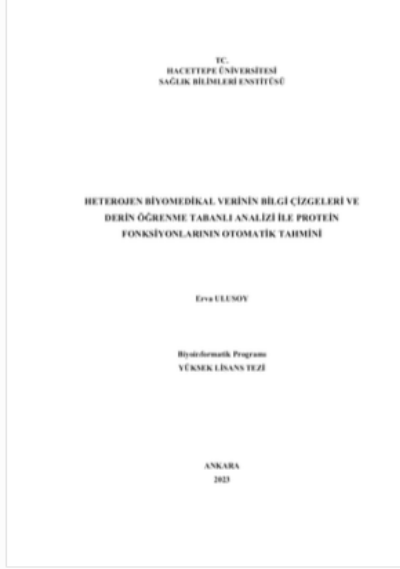 TC.
HACETTEPE ÜNİVERSİTESİ
SAĞLIK BİLİMLERİ ENSTİTÜSÜ
HETEROJEN BİYOMEDİKAL VERİNİN BİLGİ ÇİZGELERİ VE
DERİN ÖĞRENME TABANLI ANALİZİ İLE PROTEİN
FONKSİYONLARININ OTOMATİK TAHMİNİ
Erva ULUSOY
Biyoinformatik Programı
YÜKSEK LİSANS TEZİ
ANKARA
2023